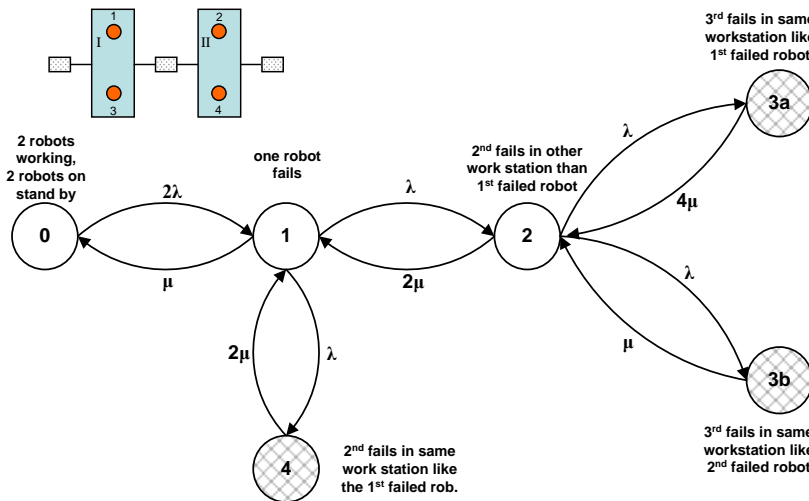 1
I
3
2
II
4
3rd fails in same
workstation like
1st failed robot
3a
2 robots
working,
2 robots on
stand by
one robot
fails
2nd fails in other
work station than
1st failed robot
λ
4μ
2λ
λ
0
1
2
μ
2μ
λ
μ
2μ
λ
3b
4
2nd fails in same
work station like
the 1st failed rob.
3rd fails in same
workstation like
2nd failed robot